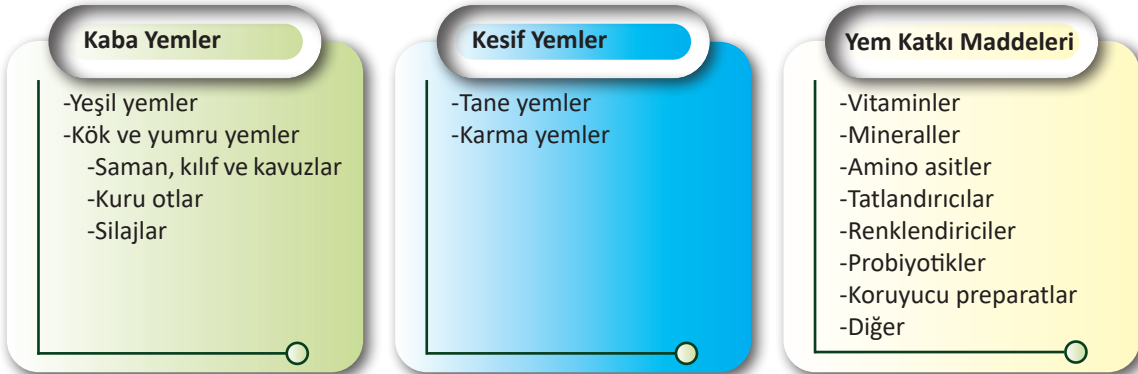 Kaba Yemler
-Yeşil yemler
-Kök ve yumru yemler
-Saman, kılıf ve kavuzlar
-Kuru otlar
-Silajlar
Kesif Yemler
-Tane yemler
-Karma yemler
Yem Katkı Maddeleri
-Vitaminler
-Mineraller
-Amino asitler
-Tatlandırıcılar
-Renklendiriciler
-Probiyotikler
-Koruyucu preparatlar
-Diğer